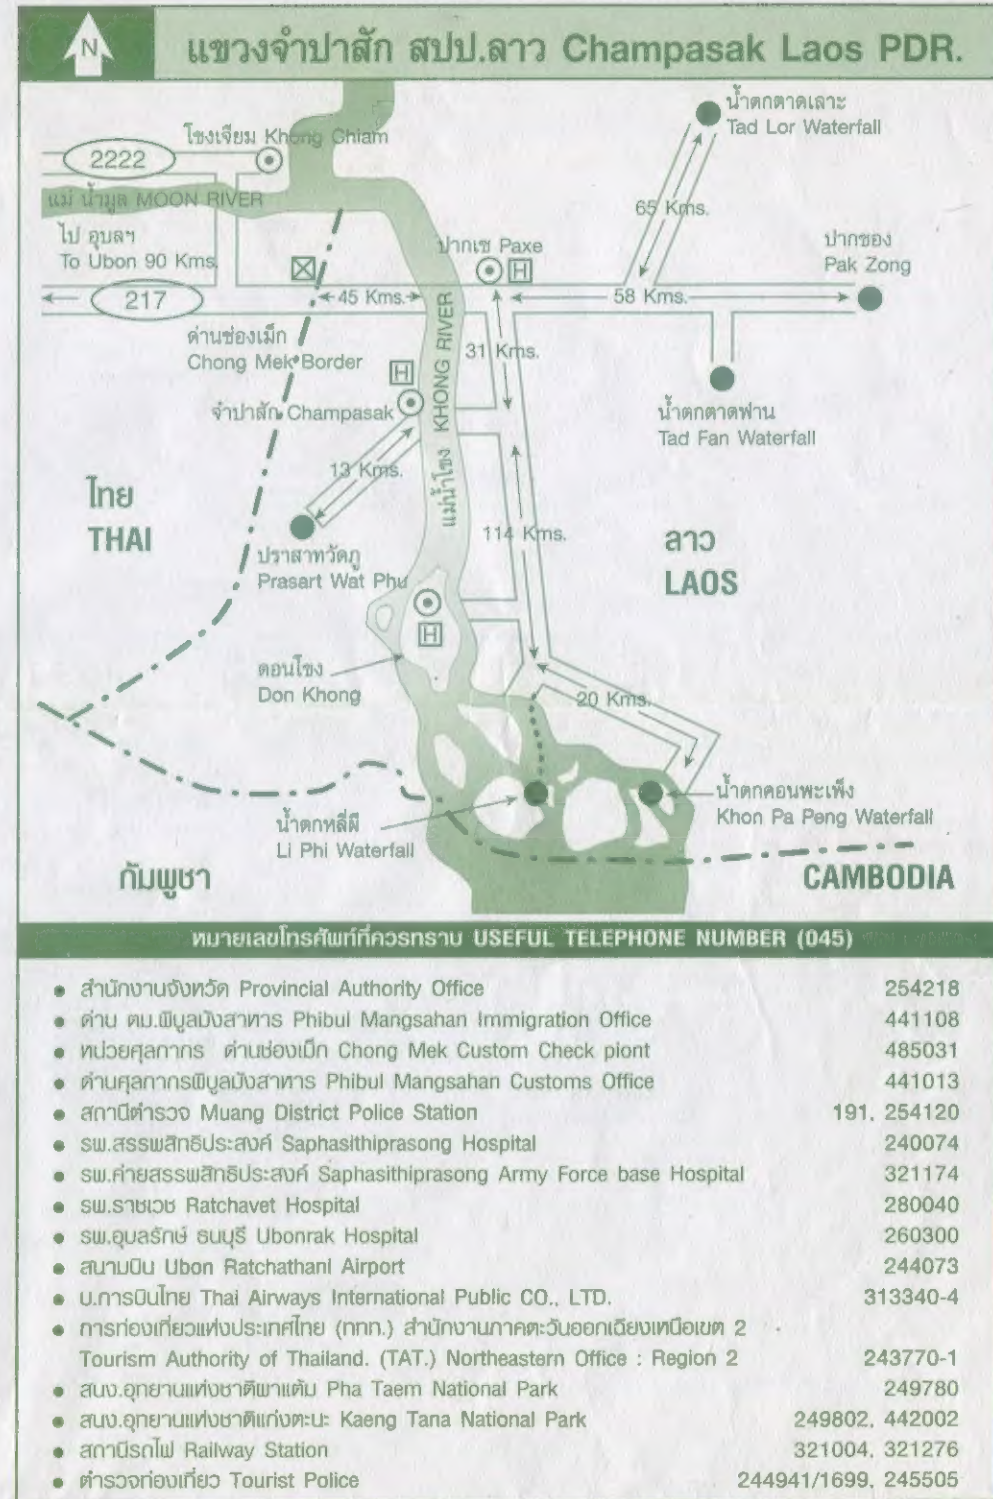 N
แขวงจำปาสัก สปป.ลาว Champasak Laos PDR.
น้ำตกตาดเลาะ
Tad Lor Waterfall
โขงเจียม Khong Chiam
2222
แม่ น้ำมูล MOON RIVER
65 Kms.
ไป อุบลฯ
To Ubon 90 Kms.
ปากเซ Paxe
H
ปากซอง
Pak Zong
217
45 Kms.
58 Kms.
ด่านช่องเม็ก
Chong Mek Border
31 Kms.
H
จำปาสัก Champasak
แม่น้ำโขง KHONG RIVER
น้ำตกตาดฟาน
Tad Fan Waterfall
13 Kms.
ไทย
THAI
114 Kms.
ลาว
LAOS
ปราสาทวัดภู
Prasart Wat Phu
H
ดอนโขง
Don Khong
20 Kms.
น้ำตกหลี่ผี
Li Phi Waterfall
น้ำตกคอนพะเพ็ง
Khon Pa Peng Waterfall
กัมพูชา
CAMBODIA
หมายเลขโทรศัพท์ที่ควรทราบ USEFUL TELEPHONE NUMBER (045)
สำนักงานจังหวัด Provincial Authority Office 254218
ด่าน ตม.พิบูลมังสาหาร Phibul Mangsahan Immigration Office 441108
หน่วยศุลกากร ด่านช่องเม็ก Chong Mek Custom Check piont 485031
ด่านศุลกากรพิบูลมังสาหาร Phibul Mangsahan Customs Office 441013
สถานีตำรวจ Muang District Police Station 191, 254120
รพ.สรรพสิทธิประสงค์ Saphasithiprasong Hospital 240074
รพ.ค่ายสรรพสิทธิประสงค์ Saphasithiprasong Army Force base Hospital 321174
รพ.ราชเวช Ratchavet Hospital 280040
รพ.อุบลรักษ์ ธนบุรี Ubonrak Hospital 260300
สนามบิน Ubon Ratchathani Airport 244073
บ.การบินไทย Thai Airways International Public CO., LTD. 313340-4
การท่องเที่ยวแห่งประเทศไทย (ททท.) สำนักงานภาคตะวันออกเฉียงเหนือเขต 2
Tourism Authority of Thailand. (TAT.) Northeastern Office : Region 2 243770-1
สนง.อุทยานแห่งชาติผาแต้ม Pha Taem National Park 249780
สนง.อุทยานแห่งชาติแก่งตะนะ Kaeng Tana National Park 249802, 442002
สถานีรถไฟ Railway Station 321004, 321276
ตำรวจท่องเที่ยว Tourist Police 244941/1699, 245505